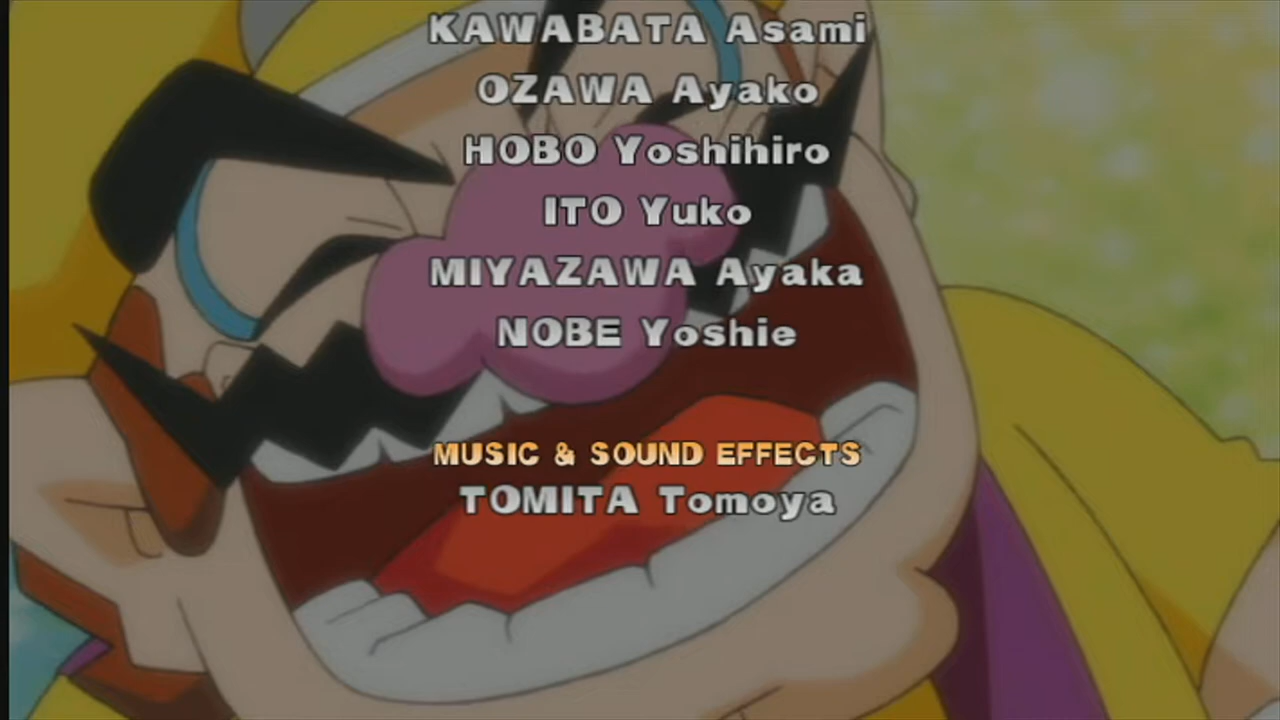 KAWABATA Asami
OZAWA Ayako
HOBO Yoshihiro
ITO Yuko
MIYAZAWA Ayaka
NOBE Yoshie
MUSIC & SOUND EFFECTS
TOMITA Tomoya